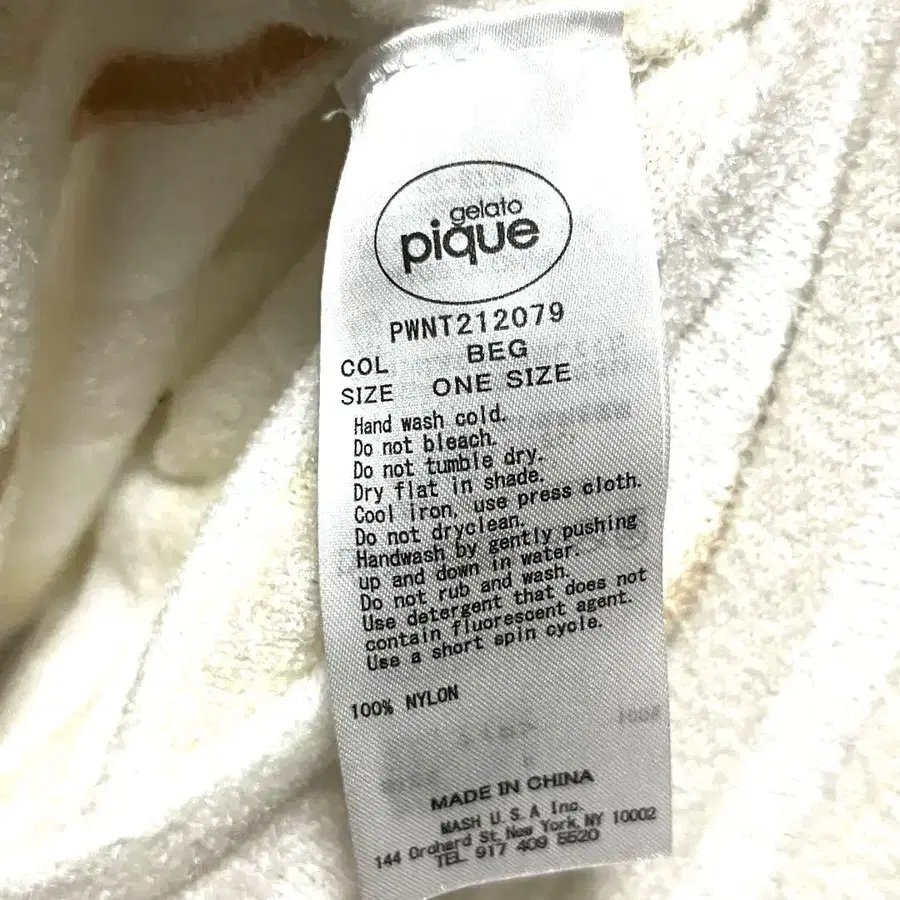 gelato
pique
PWNT212079
COL BEG
SIZE ONE SIZE
Hand wash cold.
Do not bleach.
Do not tumble dry.
Dry flat in shade.
Cool iron, use press cloth.
Do not dryclean.
Handwash by gently pushing
up and down in water.
Do not rub and wash.
Use detergent that does not
contain fluorescent agent.
Use a short spin cycle.
100% NYLON
MADE IN CHINA
MASH U.S.A Inc.
144 Orchard St, New York, NY 10002
TEL 917 409 5520